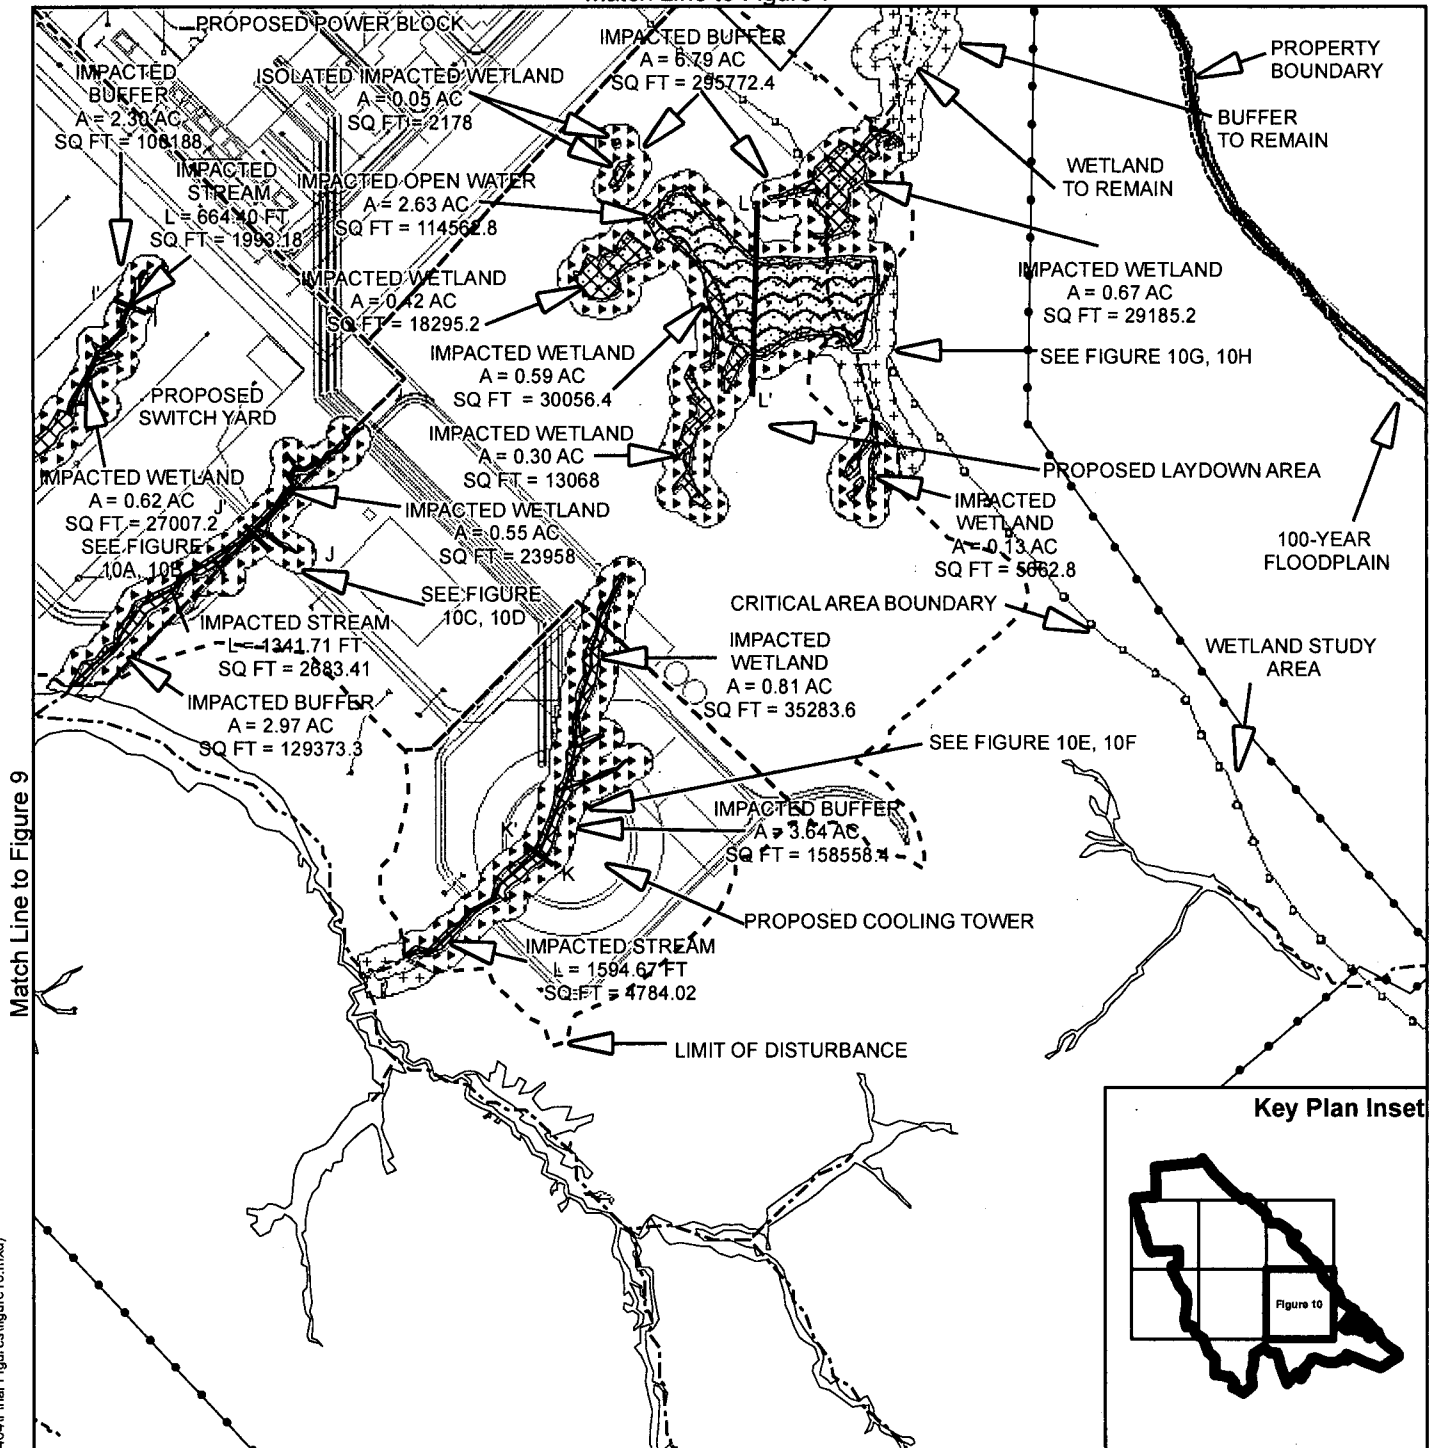 PROPOSED POWER BLOCK
IMPACTED
BUFFER
A = 2.30 AC
SQ FT = 100188
ISOLATED IMPACTED WETLAND
A = 0.05 AC
SQ FT = 2178
IMPACTED BUFFER
A = 6.79 AC
SQ FT = 295772.4
PROPERTY
BOUNDARY
BUFFER
TO REMAIN
WETLAND
TO REMAIN
IMPACTED
STREAM
L = 664.40 FT
SQ FT = 1993.18
IMPACTED OPEN WATER
A = 2.63 AC
SQ FT = 114562.8
L
IMPACTED WETLAND
A = 0.42 AC
SQ FT = 18295.2
IMPACTED WETLAND
A = 0.67 AC
SQ FT = 29185.2
I'
I
IMPACTED WETLAND
A = 0.59 AC
SQ FT = 30056.4
SEE FIGURE 10G, 10H
PROPOSED
SWITCH YARD
L'
IMPACTED WETLAND
A = 0.30 AC
SQ FT = 13068
PROPOSED LAYDOWN AREA
IMPACTED WETLAND
A = 0.62 AC
SQ FT = 27007.2
SEE FIGURE
10A, 10B
J'
IMPACTED WETLAND
A = 0.55 AC
SQ FT = 23958
J
IMPACTED
WETLAND
A = 0.13 AC
SQ FT = 5662.8
100-YEAR
FLOODPLAIN
SEE FIGURE
10C, 10D
CRITICAL AREA BOUNDARY
IMPACTED STREAM
L = 1341.71 FT
SQ FT = 2683.41
IMPACTED
WETLAND
A = 0.81 AC
SQ FT = 35283.6
WETLAND STUDY
AREA
IMPACTED BUFFER
A = 2.97 AC
SQ FT = 129373.3
SEE FIGURE 10E, 10F
IMPACTED BUFFER
A = 3.64 AC
SQ FT = 158558.4
K'
K
PROPOSED COOLING TOWER
IMPACTED STREAM
L = 1594.67 FT
SQ FT = 4784.02
LIMIT OF DISTURBANCE
Match Line to Figure 9
Key Plan Inset
Figure 10